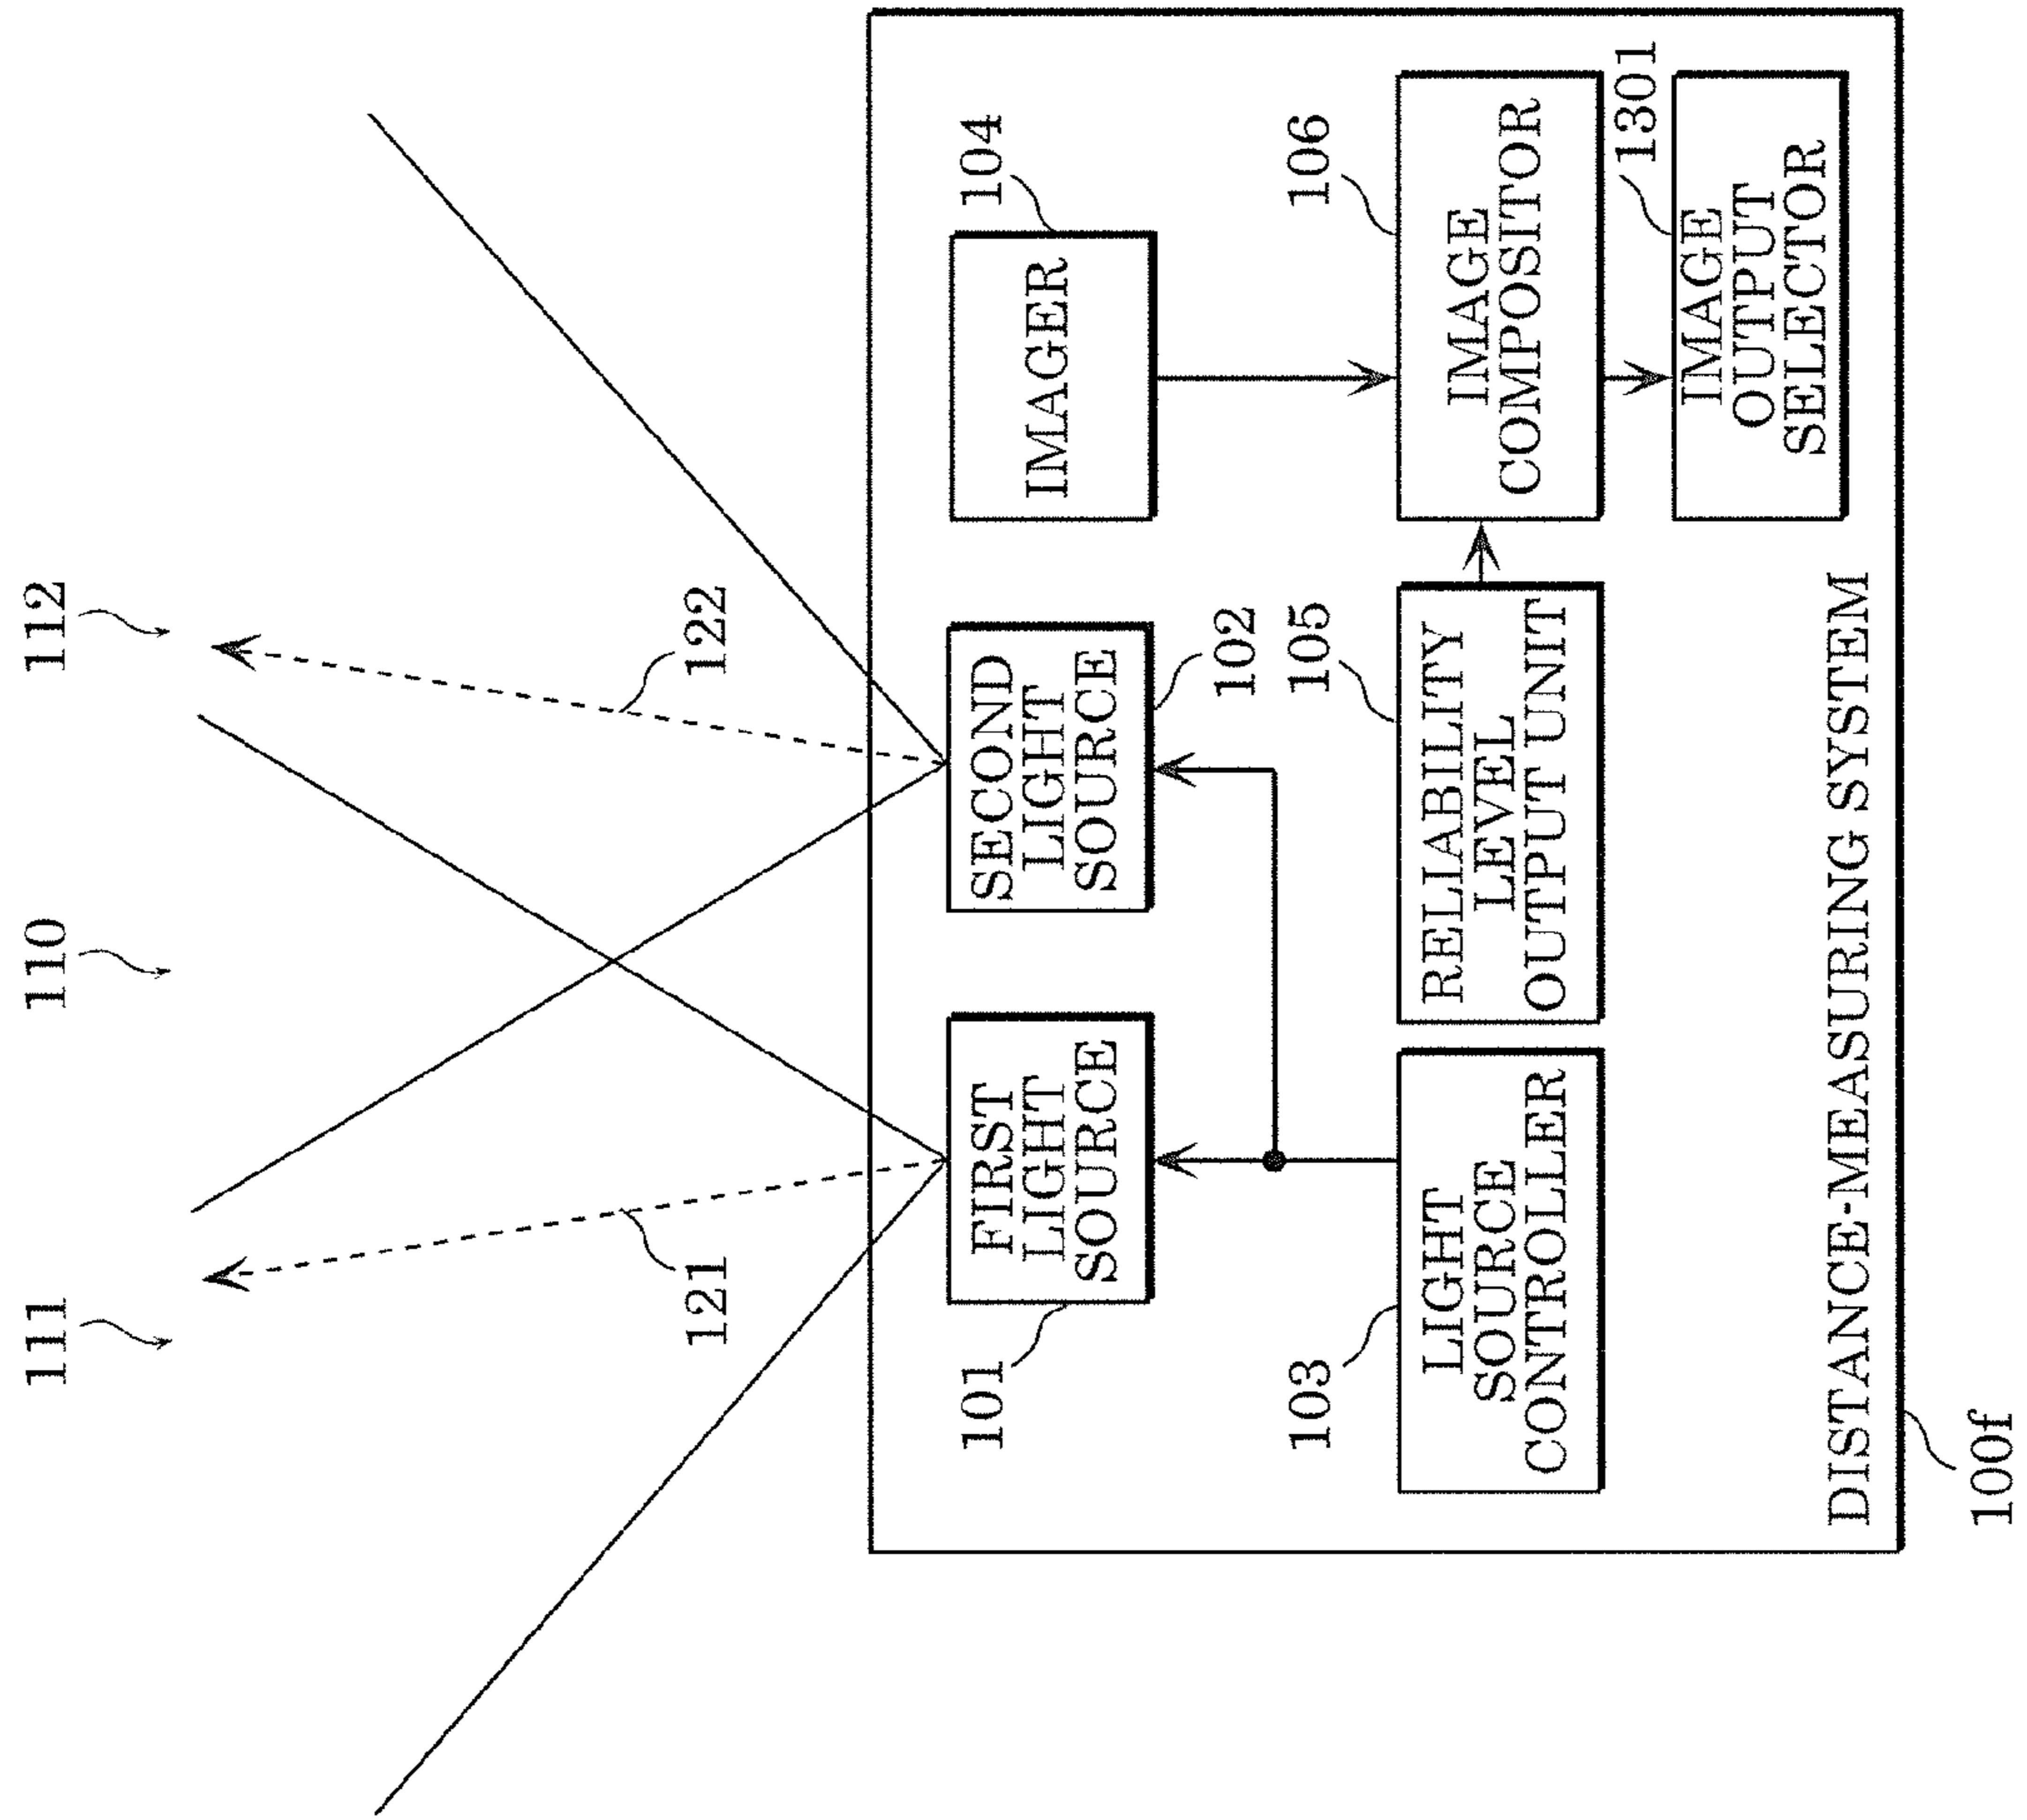 111
110
112
121
122
101
FIRST
LIGHT
SOURCE
SECOND
LIGHT
SOURCE
102
104
IMAGER
103
LIGHT
SOURCE
CONTROLLER
105
RELIABILITY
LEVEL
OUTPUT UNIT
106
IMAGE
COMPOSITOR
1301
IMAGE
OUTPUT
SELECTOR
DISTANCE-MEASURING SYSTEM
100f